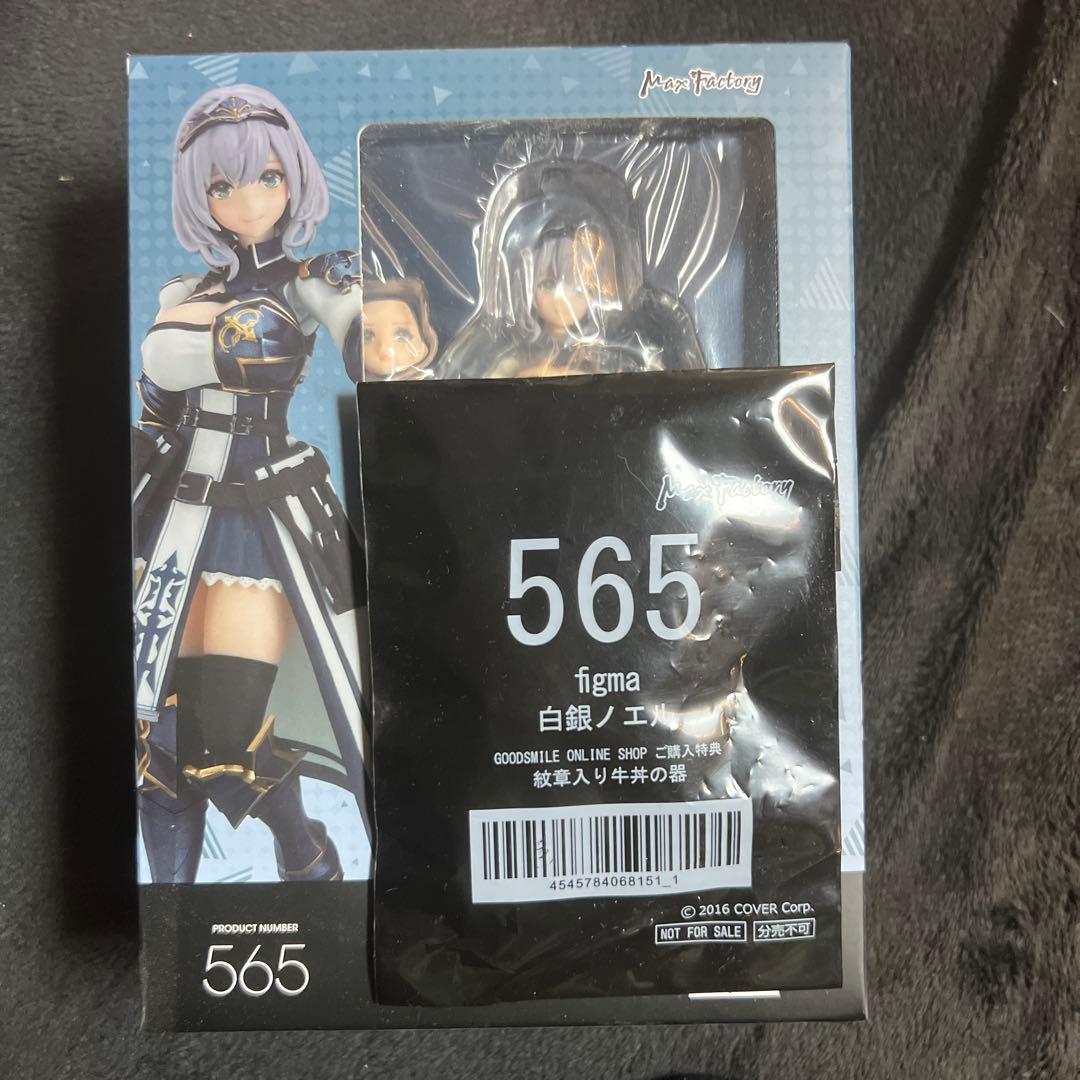 Max Factory
Max Factory
565
figma
白銀ノエル
GOODSMILE ONLINE SHOP ご購入特典
紋章入り牛丼の器
4545784068151_1
© 2016 COVER Corp.
NOT FOR SALE 分売不可
PRODUCT NUMBER
565